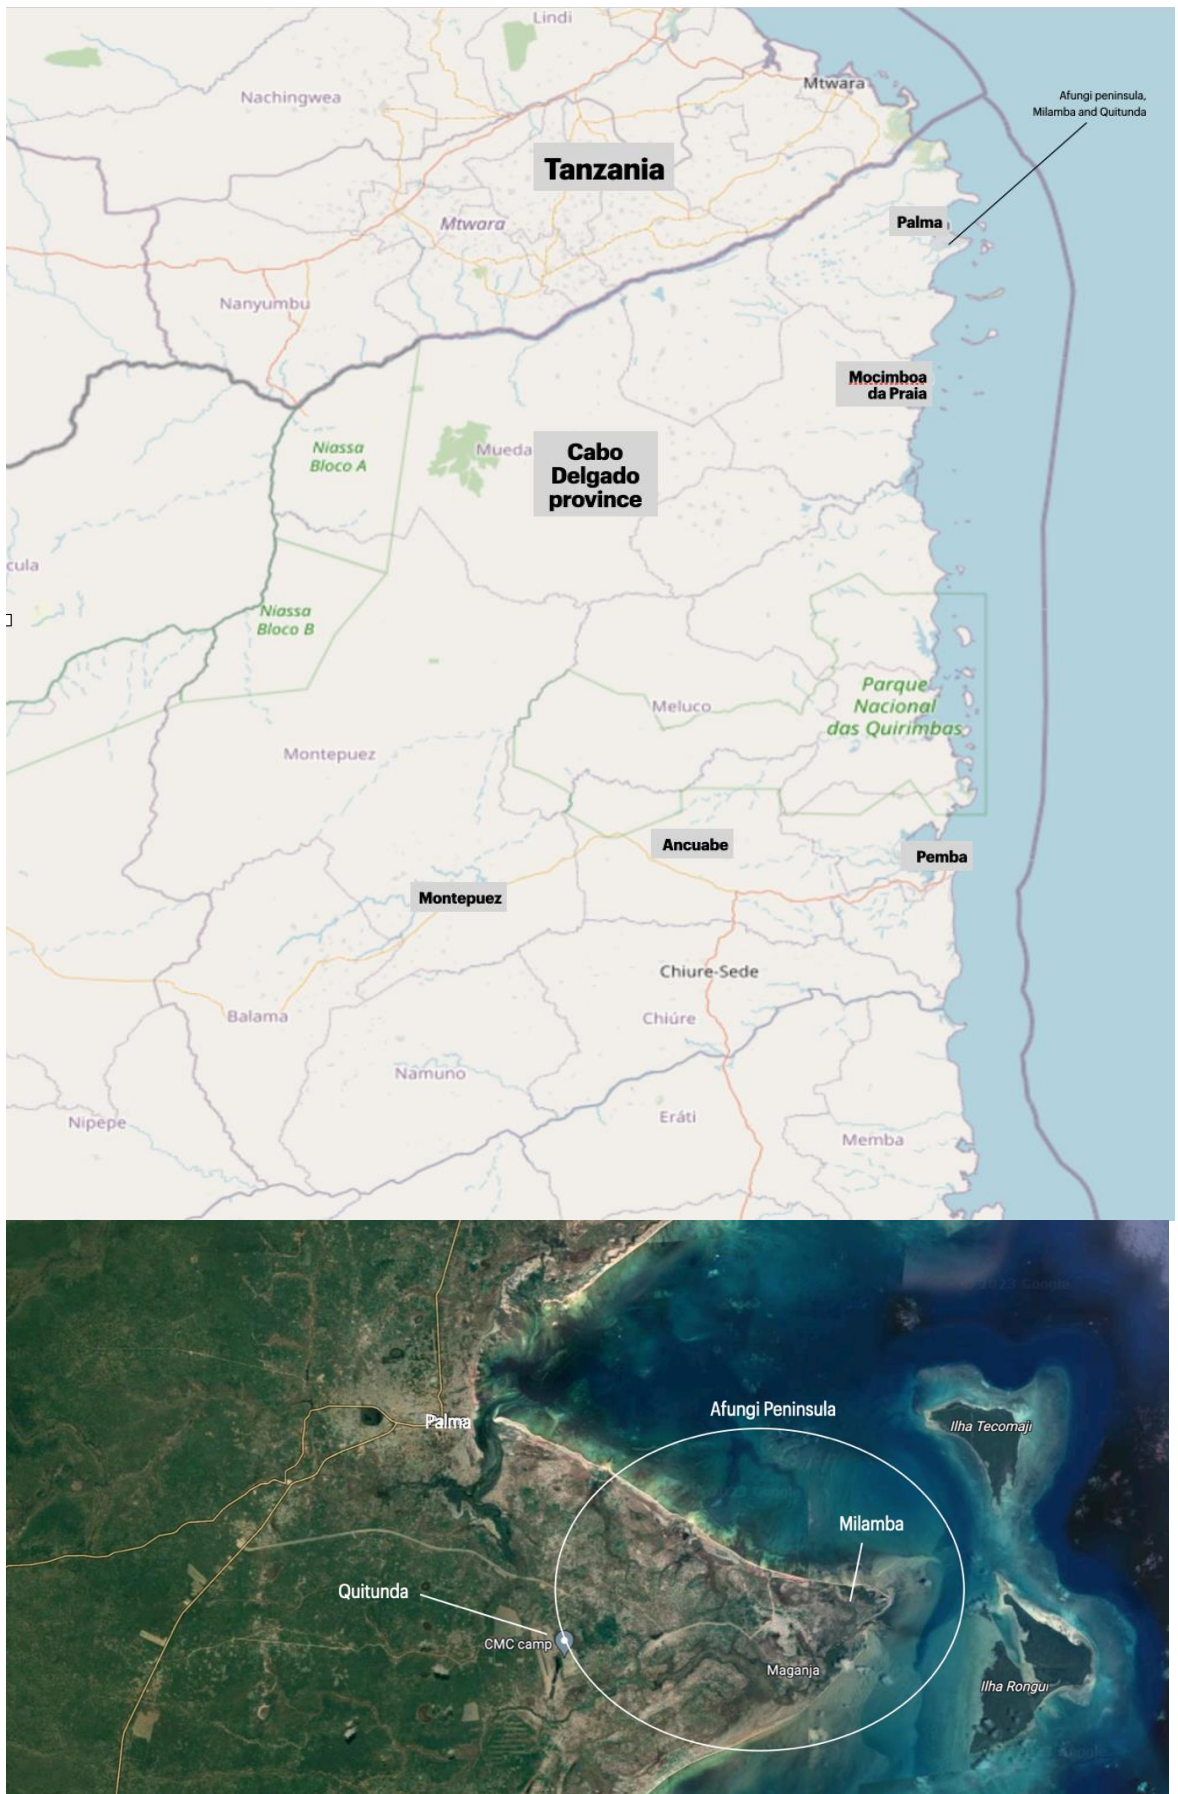 Lindi
Nachingwea
Mtwara
Afungi peninsula,
Milamba and Quitunda
Tanzania
Mtwara
Palma
Nanyumbu
Mocimboa
da Praia
Niassa
Bloco A
Mueda
Cabo
Delgado
province
cula
Niassa
Bloco B
Parque
Nacional
das Quirimbas
Meluco
Montepuez
Ancuabe
Pemba
Montepuez
Chiure-Sede
Balama
Chiúre
Namuno
Nipepe
Eráti
Memba
Palma
Afungi Peninsula
Ilha Tecomaji
Milamba
Quitunda
CMC camp
Maganja
Ilha Rongui